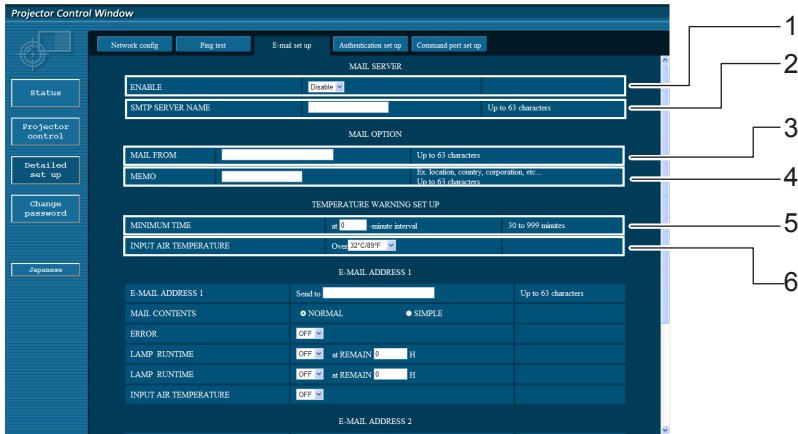 Projector Control Window
Network config Ping test E-mail set up Authentication set up Command port set up
MAIL SERVER
ENABLE Disable
SMTP SERVER NAME Up to 63 characters
MAIL OPTION
MAIL FROM Up to 63 characters
MEMO Ex. location, country, corporation, etc...
Up to 63 characters
TEMPERATURE WARNING SET UP
MINIMUM TIME at 0 -minute interval 30 to 999 minutes
INPUT AIR TEMPERATURE Over 32°C/89°F
E-MAIL ADDRESS 1
E-MAIL ADDRESS 1 Send to Up to 63 characters
MAIL CONTENTS NORMAL SIMPLE
ERROR OFF
LAMP RUNTIME OFF at REMAIN 0 H
LAMP RUNTIME OFF at REMAIN 0 H
INPUT AIR TEMPERATURE OFF
E-MAIL ADDRESS 2
Status
Projector
control
Detailed
set up
Change
password
Japanese
1
2
3
4
5
6